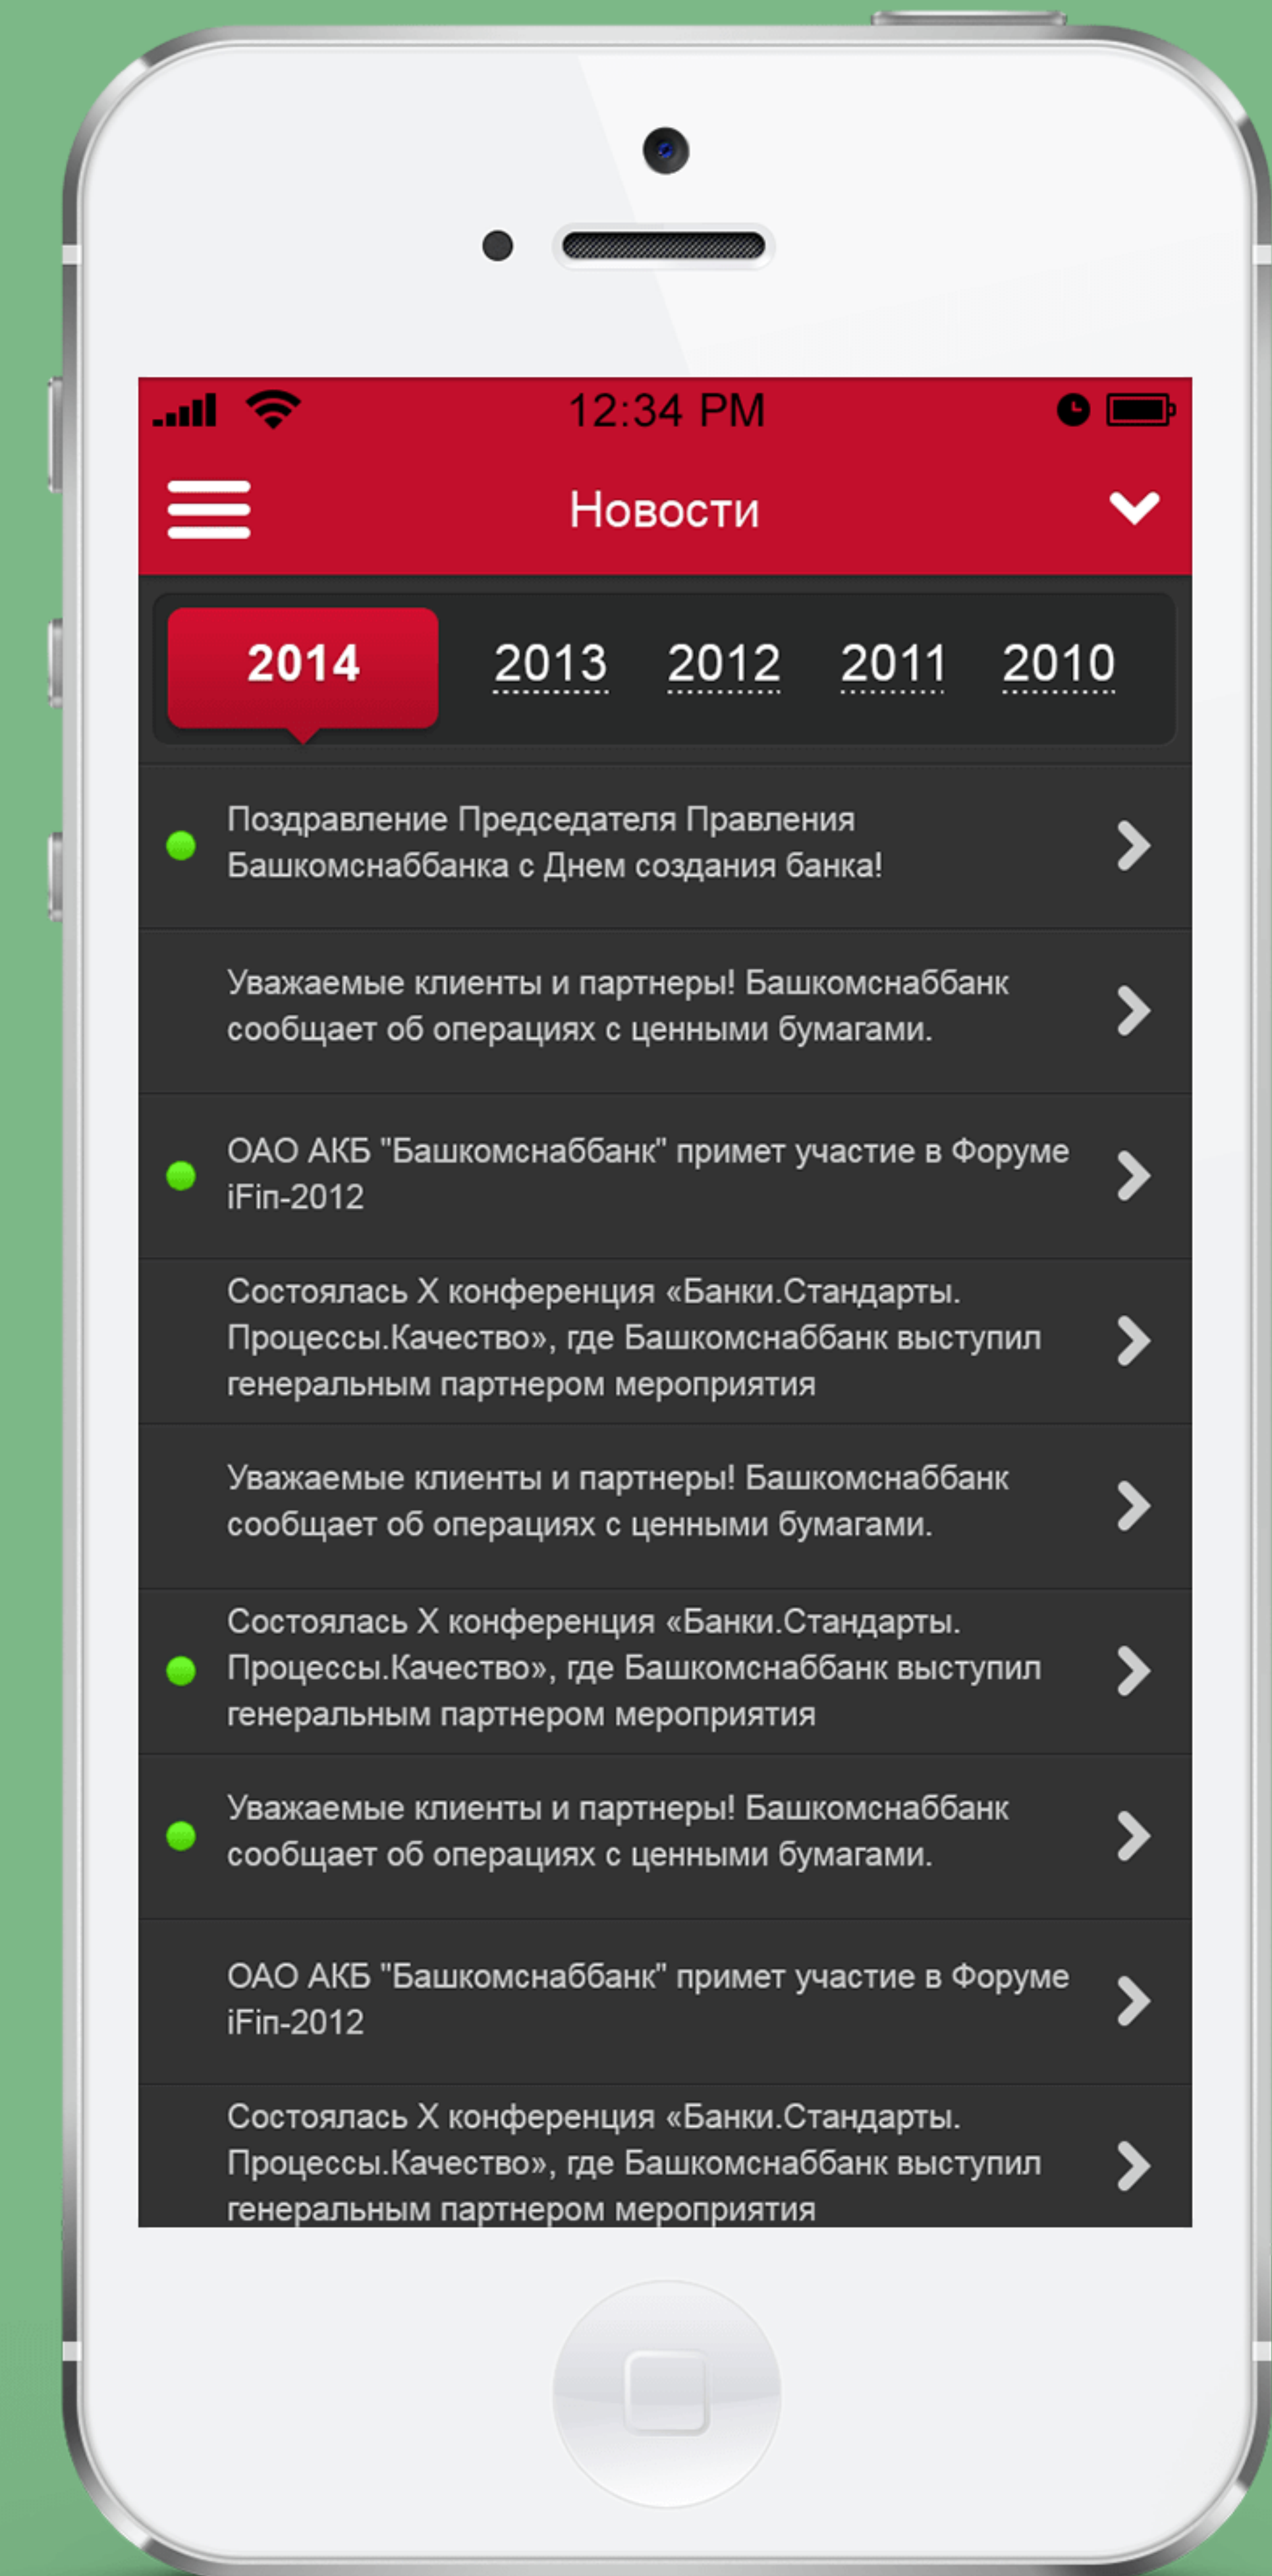 12:34 PM
Новости
2014 2013 2012 2011 2010
Поздравление Председателя Правления
Башкомснаббанка с Днем создания банка!
Уважаемые клиенты и партнеры! Башкомснаббанк
сообщает об операциях с ценными бумагами.
ОАО АКБ "Башкомснаббанк" примет участие в Форуме
iFiп-2012
Состоялась X конференция «Банки.Стандарты.
Процессы.Качество», где Башкомснаббанк выступил
генеральным партнером мероприятия
Уважаемые клиенты и партнеры! Башкомснаббанк
сообщает об операциях с ценными бумагами.
Состоялась X конференция «Банки.Стандарты.
Процессы.Качество», где Башкомснаббанк выступил
генеральным партнером мероприятия
Уважаемые клиенты и партнеры! Башкомснаббанк
сообщает об операциях с ценными бумагами.
ОАО АКБ "Башкомснаббанк" примет участие в Форуме
iFiп-2012
Состоялась X конференция «Банки.Стандарты.
Процессы.Качество», где Башкомснаббанк выступил
генеральным партнером мероприятия